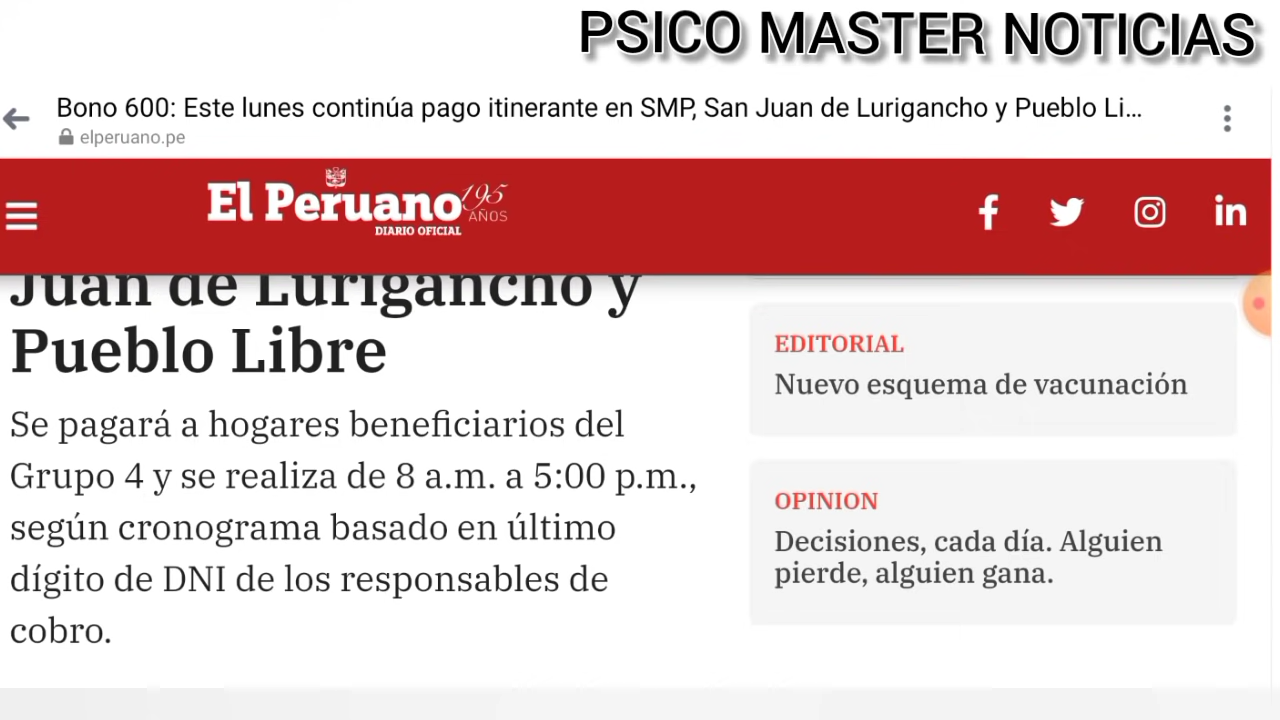 PSICO MASTER NOTICIAS
Bono 600: Este lunes continúa pago itinerante en SMP, San Juan de Lurigancho y Pueblo Li...
elperuano.pe
El Peruano 195
AÑOS
DIARIO OFICIAL
Juan de Lurigancho y
Pueblo Libre
Se pagará a hogares beneficiarios del
Grupo 4 y se realiza de 8 a.m. a 5:00 p.m.,
según cronograma basado en último
dígito de DNI de los responsables de
cobro.
EDITORIAL
Nuevo esquema de vacunación
OPINION
Decisiones, cada día. Alguien
pierde, alguien gana.